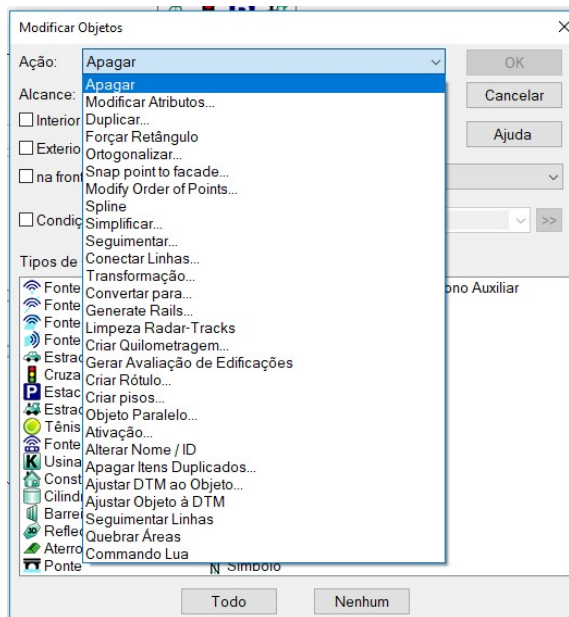 Modificar Objetos
Ação: Apagar
OK
Apagar
Alcance:
Modificar Atributos...
Cancelar
Interior
Duplicar...
Forçar Retângulo
Ajuda
Exterio
Ortogonalizar...
na front
Snap point to facade...
Modify Order of Points...
Spline
Condiç
Simplificar...
>>
Seguimentar...
Tipos de
Conectar Linhas...
Transformação...
Fonte
Convertar para...
ono Auxiliar
Fonte
Generate Rails...
Fonte
Limpeza Radar-Tracks
Fonte
Criar Quilometragem...
Estrac
Gerar Avaliação de Edificações
Cruza
Criar Rótulo...
P Estac
Criar pisos...
Estrac
Objeto Paralelo...
Tênis
Ativação...
Fonte
Alterar Nome / ID
K Usina
Apagar Itens Duplicados...
Const
Ajustar DTM ao Objeto...
Cilind
Ajustar Objeto à DTM
Barrei
Seguimentar Linhas
Reflec
Quebrar Áreas
Aterro
Commando Lua
Ponte
N Símbolo
Todo
Nenhum